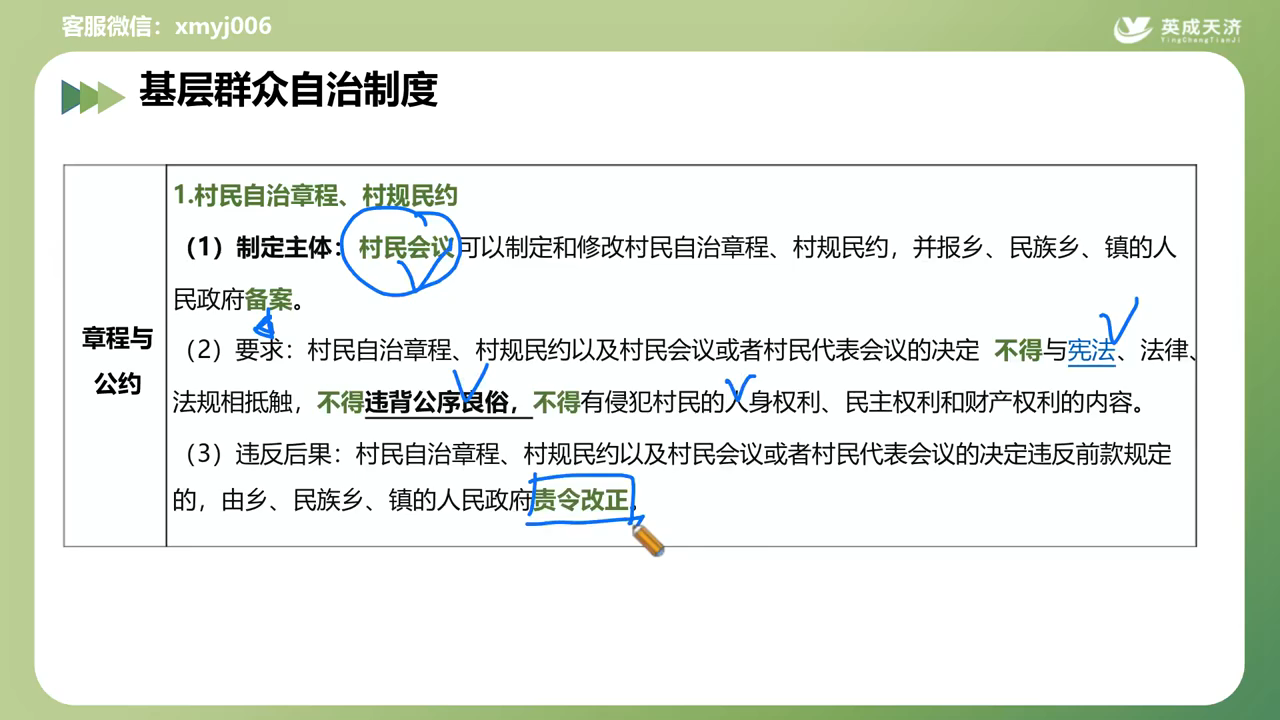 客服微信：xmyj006
英成天济
YingChengTianJi
基层群众自治制度
章程与
公约
1.村民自治章程、村规民约
（1）制定主体：村民会议可以制定和修改村民自治章程、村规民约，并报乡、民族乡、镇的人
民政府备案。
（2）要求：村民自治章程、村规民约以及村民会议或者村民代表会议的决定 不得与宪法、法律、
法规相抵触，不得违背公序良俗，不得有侵犯村民的人身权利、民主权利和财产权利的内容。
（3）违反后果：村民自治章程、村规民约以及村民会议或者村民代表会议的决定违反前款规定
的，由乡、民族乡、镇的人民政府责令改正。